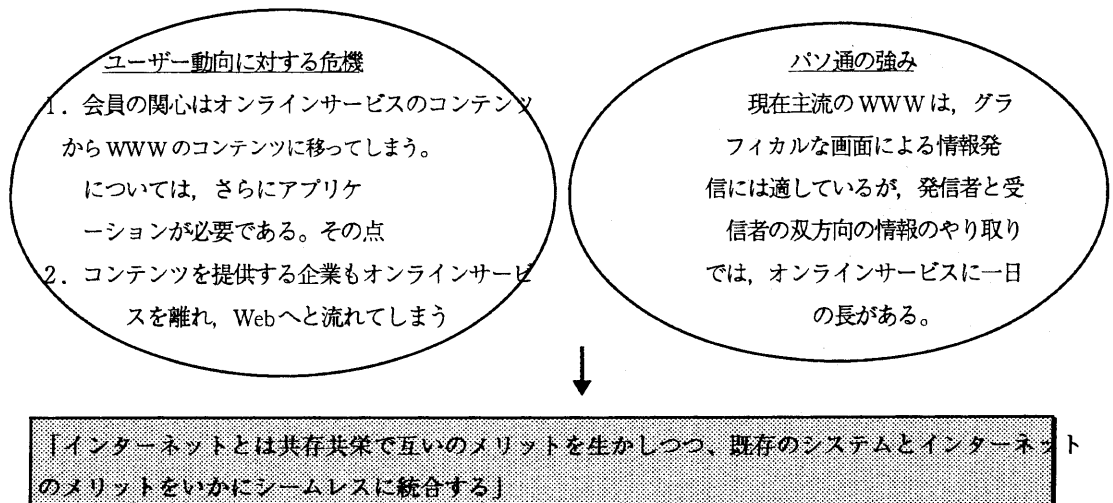 ユーザー動向に対する危機
1．会員の関心はオンラインサービスのコンテンツ
からWWWのコンテンツに移ってしまう。
については，さらにアプリケ
ーションが必要である。その点
2．コンテンツを提供する企業もオンラインサービ
スを離れ，Webへと流れてしまう
パソ通の強み
現在主流のWWWは，グラ
フィカルな画面による情報発
信には適しているが，発信者と受
信者の双方向の情報のやり取り
では，オンラインサービスに一日
の長がある。
「インターネットとは共存共栄で互いのメリットを生かしつつ、既存のシステムとインターネット
のメリットをいかにシームレスに統合する」